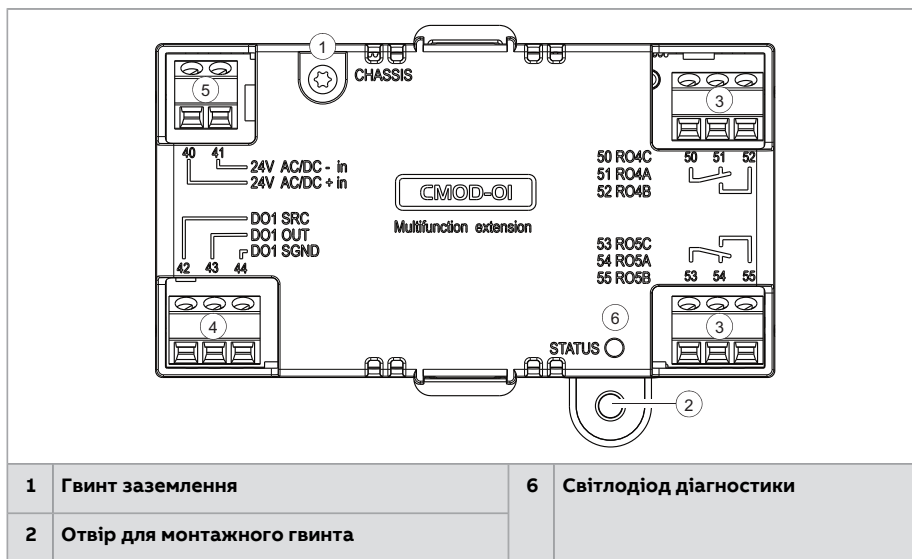 1
CHASSIS
5
3
40 41
24V AC/DC - in
24V AC/DC + in
50 RO4C
51 RO4A
52 RO4B
50 51 52
CMOD-OI
Multifunction extension
DO1 SRC
DO1 OUT
DO1 SGND
42 43 44
53 RO5C
54 RO5A
55 RO5B
53 54 55
4
6
3
STATUS
2
1 Гвинт заземлення
6 Світлодіод діагностики
2 Отвір для монтажного гвинта